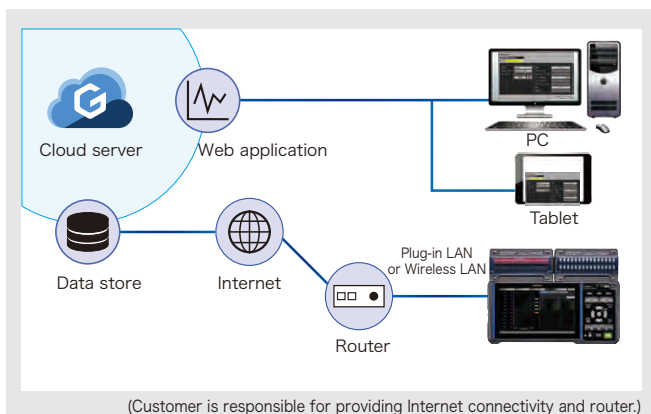 Cloud server
Web application
PC
Tablet
Data store
Internet
Plug-in LAN
or Wireless LAN
Router
(Customer is responsible for providing Internet connectivity and router.)